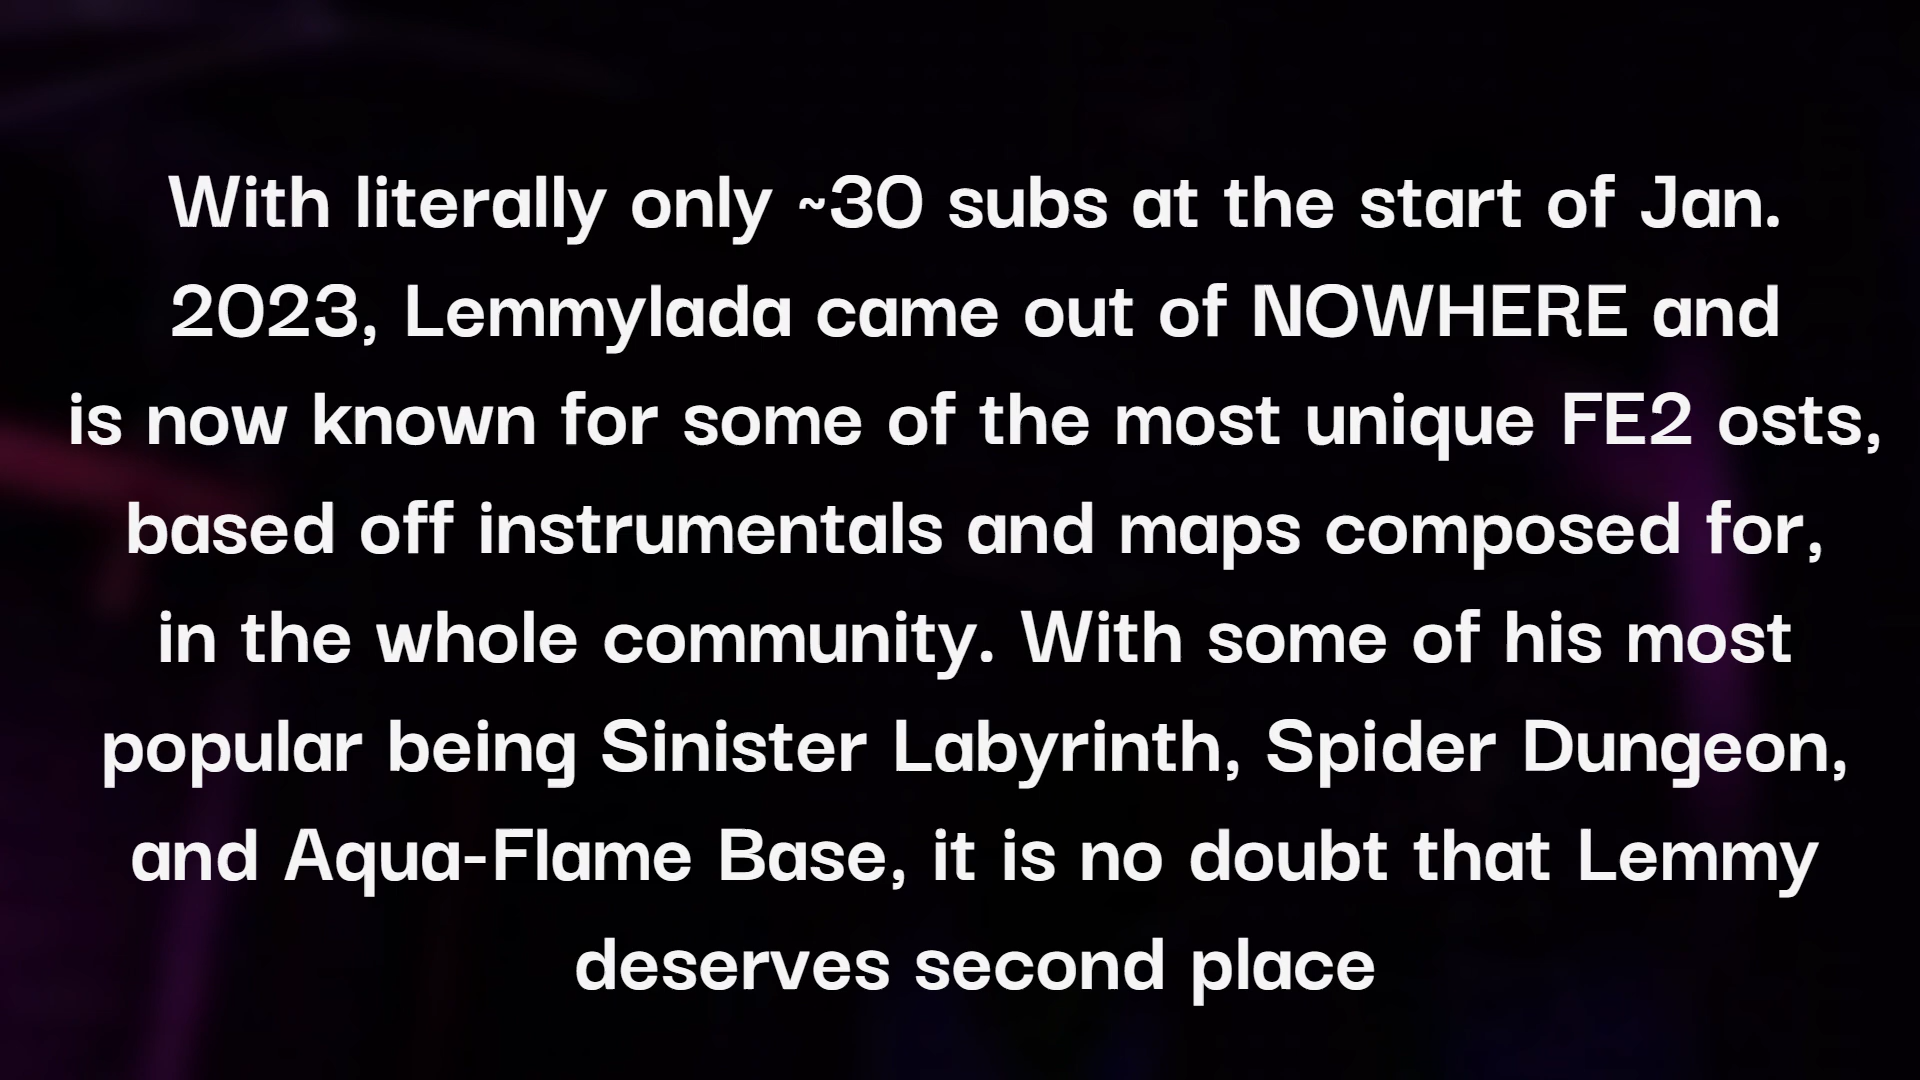 With literally only ~30 subs at the start of Jan.
2023, Lemmylada came out of NOWHERE and
is now known for some of the most unique FE2 osts,
based off instrumentals and maps composed for,
in the whole community. With some of his most
popular being Sinister Labyrinth, Spider Dungeon,
and Aqua-Flame Base, it is no doubt that Lemmy
deserves second place